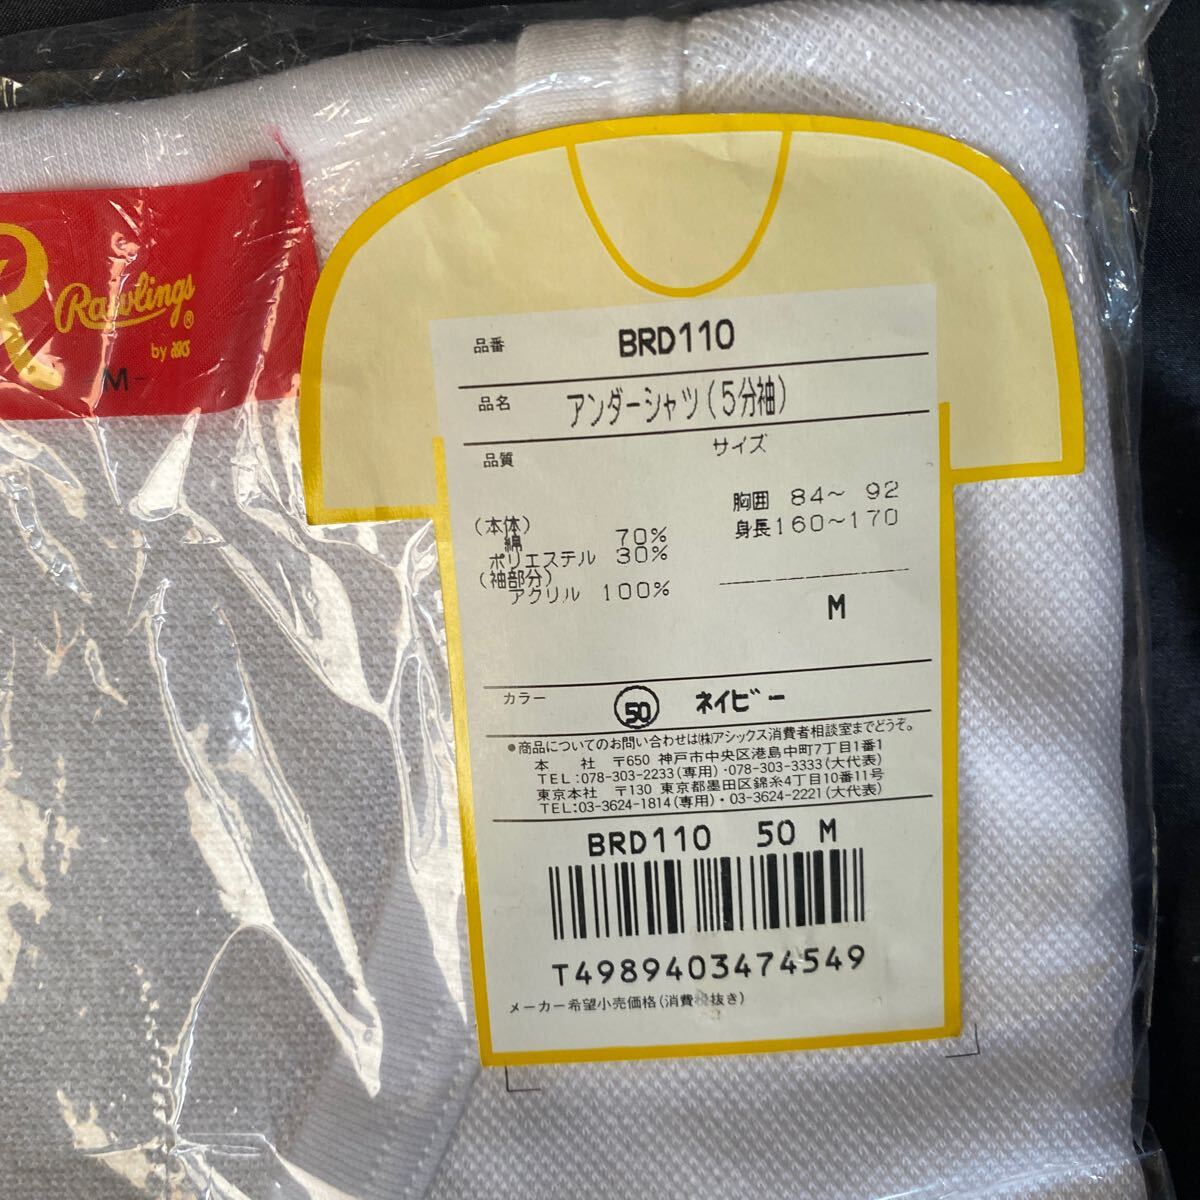 R
Rawlings®
by asics
-M-
品番 BRD110
品名 アンダーシャツ(5分袖)
品質
サイズ
(本体)
綿 70%
ポリエステル 30%
(袖部分)
アクリル 100%
胸囲 84～ 92
身長160～170
M
カラー 50 ネイビー
●商品についてのお問い合わせは㈱アシックス消費者相談室までどうぞ。
本 社 〒650 神戸市中央区港島中町7丁目1番1
TEL:078-303-2233(専用)・078-303-3333(大代表)
東京本社 〒130 東京都墨田区錦糸4丁目10番11号
TEL:03-3624-1814(専用)・03-3624-2221(大代表)
BRD110 50 M
T4989403474549
メーカー希望小売価格(消費税抜き)